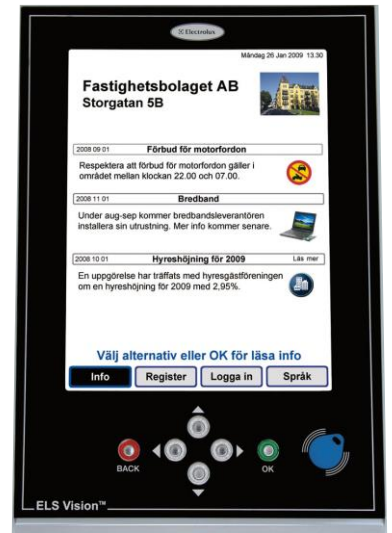 Electrolux
Måndag 26 Jan 2009 13.30
Fastighetsbolaget AB
Storgatan 5B
2008 09 01 Förbud för motorfordon
Respektera att förbud för motorfordon gäller i
området mellan klockan 22.00 och 07.00.
2008 11 01 Bredband
Under aug-sep kommer bredbandsleverantören
installera sin utrustning. Mer info kommer senare.
2008 10 01 Hyreshöjning för 2009 Läs mer
En uppgörelse har träffats med hyresgästföreningen
om en hyreshöjning för 2009 med 2,95%.
Välj alternativ eller OK för läsa info
Info Register Logga in Språk
BACK OK
ELS Vision™